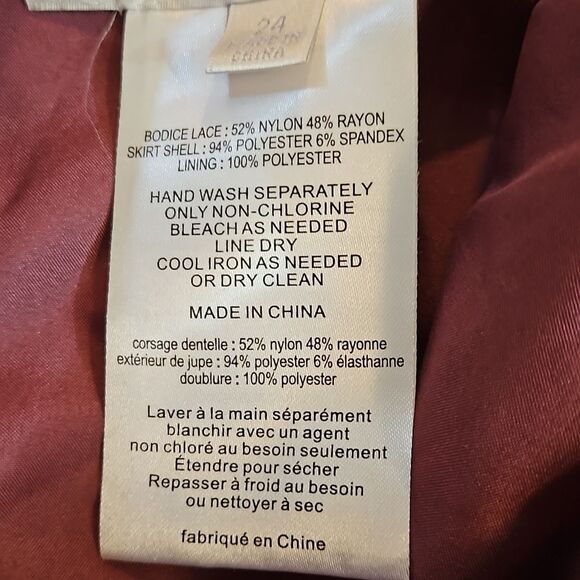 24
MADE IN
CHINA
BODICE LACE : 52% NYLON 48% RAYON
SKIRT SHELL : 94% POLYESTER 6% SPANDEX
LINING : 100% POLYESTER
HAND WASH SEPARATELY
ONLY NON-CHLORINE
BLEACH AS NEEDED
LINE DRY
COOL IRON AS NEEDED
OR DRY CLEAN
MADE IN CHINA
corsage dentelle : 52% nylon 48% rayonne
extérieur de jupe : 94% polyester 6% élasthanne
doublure : 100% polyester
Laver à la main séparément
blanchir avec un agent
non chloré au besoin seulement
Étendre pour sécher
Repasser à froid au besoin
ou nettoyer à sec
fabriqué en Chine